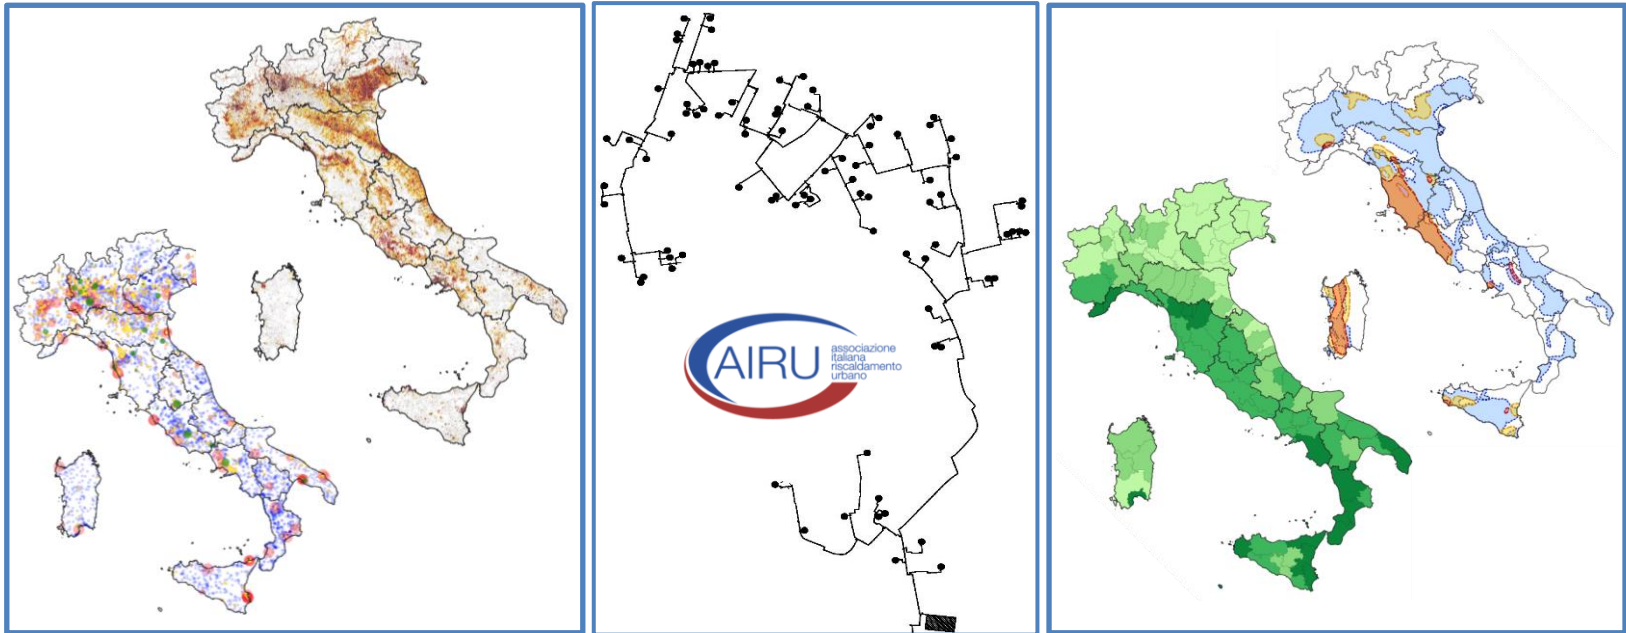 AIRU
associazione
italiana
riscaldamento
urbano